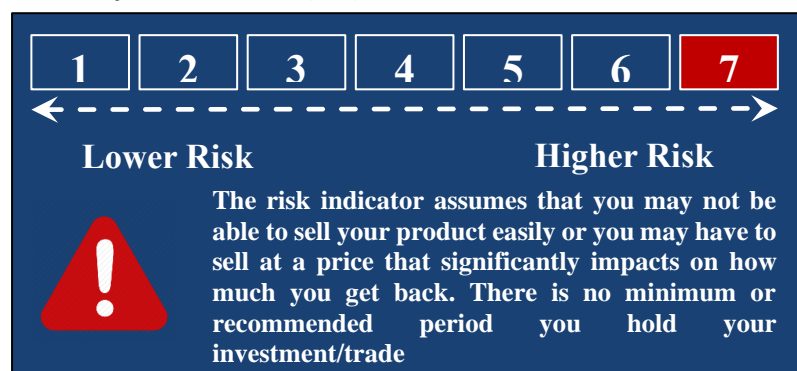 1 2 3 4 5 6 7
Lower Risk Higher Risk
The risk indicator assumes that you may not be
able to sell your product easily or you may have to
sell at a price that significantly impacts on how
much you get back. There is no minimum or
recommended period you hold your
investment/trade